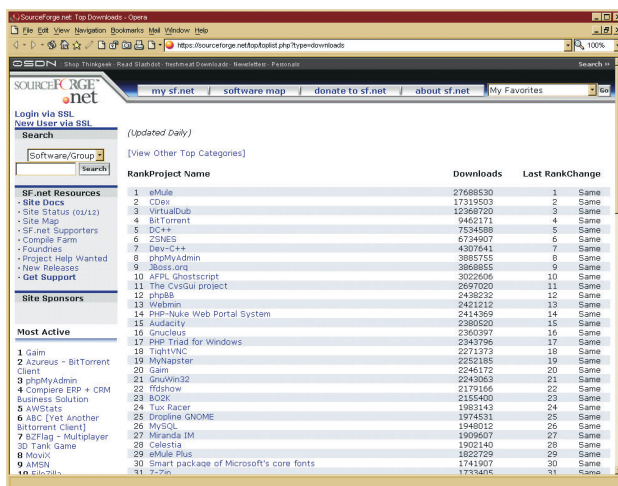 SourceForge.net: Top Downloads - Opera
File Edit View Navigation Bookmarks Mail Window Help
https://sourceforge.net/top/toplist.php?type=downloads
100%
OSDN Shop Thinkgeek - Read Slashdot - freshmeat Downloads - Newsletters - Personals
Search
SOURCEFORGE
.net
my sf.net
software map
donate to sf.net
about sf.net
My Favorites
Go
Login via SSL
New User via SSL
Search
Software/Group
Search
SF.net Resources
· Site Docs
· Site Status (01/12)
· Site Map
· SF.net Supporters
· Compile Farm
· Foundries
· Project Help Wanted
· New Releases
· Get Support
Site Sponsors
Most Active
1 Gaim
2 Azureus - BitTorrent
Client
3 phpMyAdmin
4 Compiere ERP + CRM
Business Solution
5 AWStats
6 ABC [Yet Another
Bittorrent Client]
7 BZFlag - Multiplayer
3D Tank Game
8 MoviX
9 AMSN
10 FileZilla
(Updated Daily)
[View Other Top Categories]
Rank Project Name Downloads Last Rank Change
1 eMule 27688530 1 Same
2 CDex 17319503 2 Same
3 VirtualDub 12368720 3 Same
4 BitTorrent 9462171 4 Same
5 DC++ 7534588 5 Same
6 ZSNES 6734907 6 Same
7 Dev-C++ 4307641 7 Same
8 phpMyAdmin 3885755 8 Same
9 JBoss.org 3868855 9 Same
10 AFPL Ghostscript 3022606 10 Same
11 The CvsGui project 2697020 11 Same
12 phpBB 2438232 12 Same
13 Webmin 2421212 13 Same
14 PHP-Nuke Web Portal System 2414369 14 Same
15 Audacity 2380520 15 Same
16 Gnucleus 2360397 16 Same
17 PHP Triad for Windows 2343796 17 Same
18 TightVNC 2271373 18 Same
19 MyNapster 2252185 19 Same
20 Gaim 2246172 20 Same
21 GnuWin32 2243063 21 Same
22 ffdshow 2179166 22 Same
23 BO2K 2155400 23 Same
24 Tux Racer 1983143 24 Same
25 Dropline GNOME 1974531 25 Same
26 MySQL 1948012 26 Same
27 Miranda IM 1909607 27 Same
28 Celestia 1902140 28 Same
29 eMule Plus 1822729 29 Same
30 Smart package of Microsoft's core fonts 1741907 30 Same
31 7-Zip 1733405 31 Same